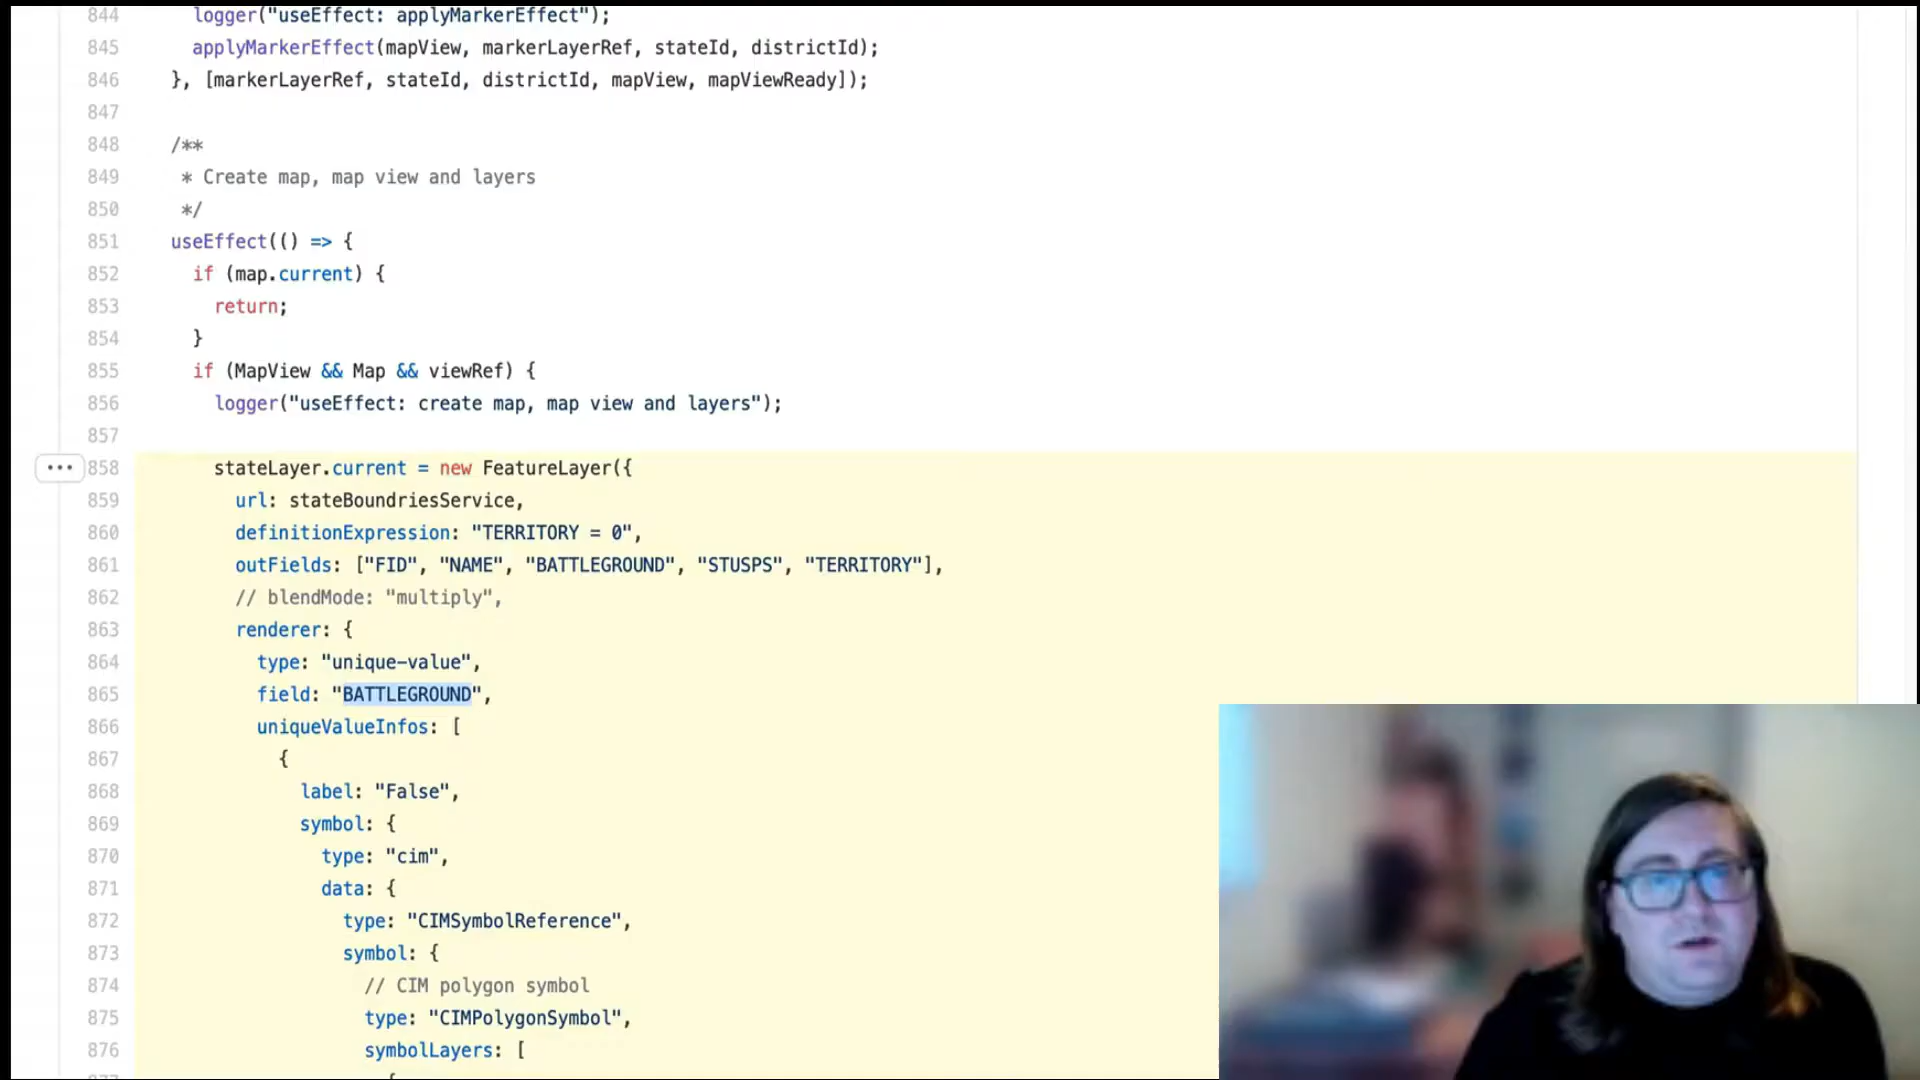 844 logger("useEffect: applyMarkerEffect");
845 applyMarkerEffect(mapView, markerLayerRef, stateId, districtId);
846 }, [markerLayerRef, stateId, districtId, mapView, mapViewReady]);
847
848 /**
849 * Create map, map view and layers
850 */
851 useEffect(() => {
852 if (map.current) {
853 return;
854 }
855 if (MapView && Map && viewRef) {
856 logger("useEffect: create map, map view and layers");
857
858 stateLayer.current = new FeatureLayer({
859 url: stateBoundriesService,
860 definitionExpression: "TERRITORY = 0",
861 outFields: ["FID", "NAME", "BATTLEGROUND", "STUSPS", "TERRITORY"],
862 // blendMode: "multiply",
863 renderer: {
864 type: "unique-value",
865 field: "BATTLEGROUND",
866 uniqueValueInfos: [
867 {
868 label: "False",
869 symbol: {
870 type: "cim",
871 data: {
872 type: "CIMSymbolReference",
873 symbol: {
874 // CIM polygon symbol
875 type: "CIMPolygonSymbol",
876 symbolLayers: [